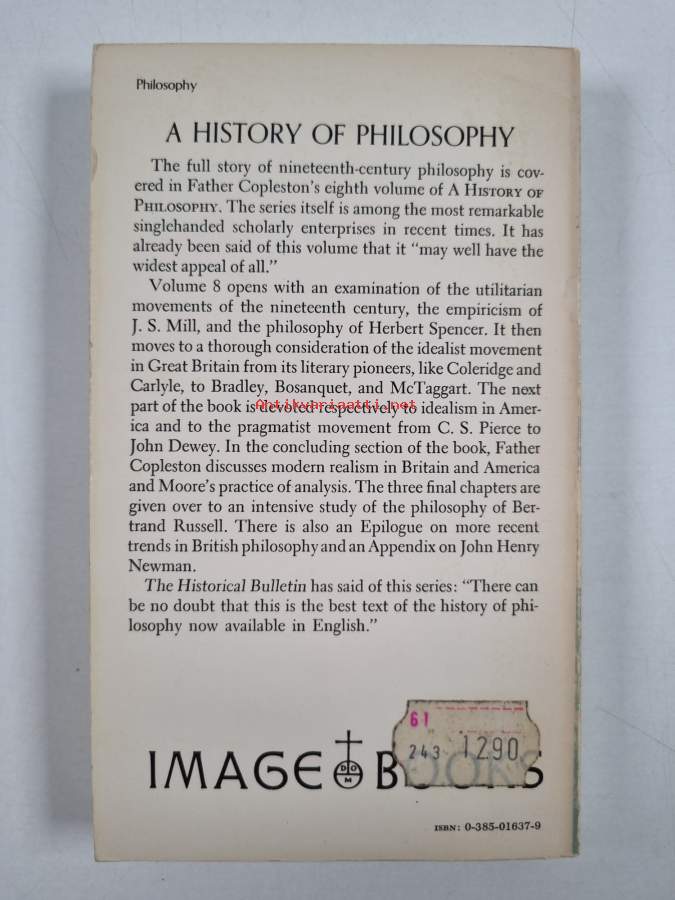 Philosophy
A HISTORY OF PHILOSOPHY
The full story of nineteenth-century philosophy is cov-
ered in Father Copleston's eighth volume of A HISTORY OF
PHILOSOPHY. The series itself is among the most remarkable
singlehanded scholarly enterprises in recent times. It has
already been said of this volume that it "may well have the
widest appeal of all."
Volume 8 opens with an examination of the utilitarian
movements of the nineteenth century, the empiricism of
J. S. Mill, and the philosophy of Herbert Spencer. It then
moves to a thorough consideration of the idealist movement
in Great Britain from its literary pioneers, like Coleridge and
Carlyle, to Bradley, Bosanquet, and McTaggart. The next
part of the book is devoted respectively to idealism in Amer-
Antikvariaatti.net
ica and to the pragmatist movement from C. S. Pierce to
John Dewey. In the concluding section of the book, Father
Copleston discusses modern realism in Britain and America
and Moore's practice of analysis. The three final chapters are
given over to an intensive study of the philosophy of Ber-
trand Russell. There is also an Epilogue on more recent
trends in British philosophy and an Appendix on John Henry
Newman.
The Historical Bulletin has said of this series: "There can
be no doubt that this is the best text of the history of phi-
losophy now available in English."
61
243 1290
IMAGE DOM BOOKS
ISBN: 0-385-01637-9